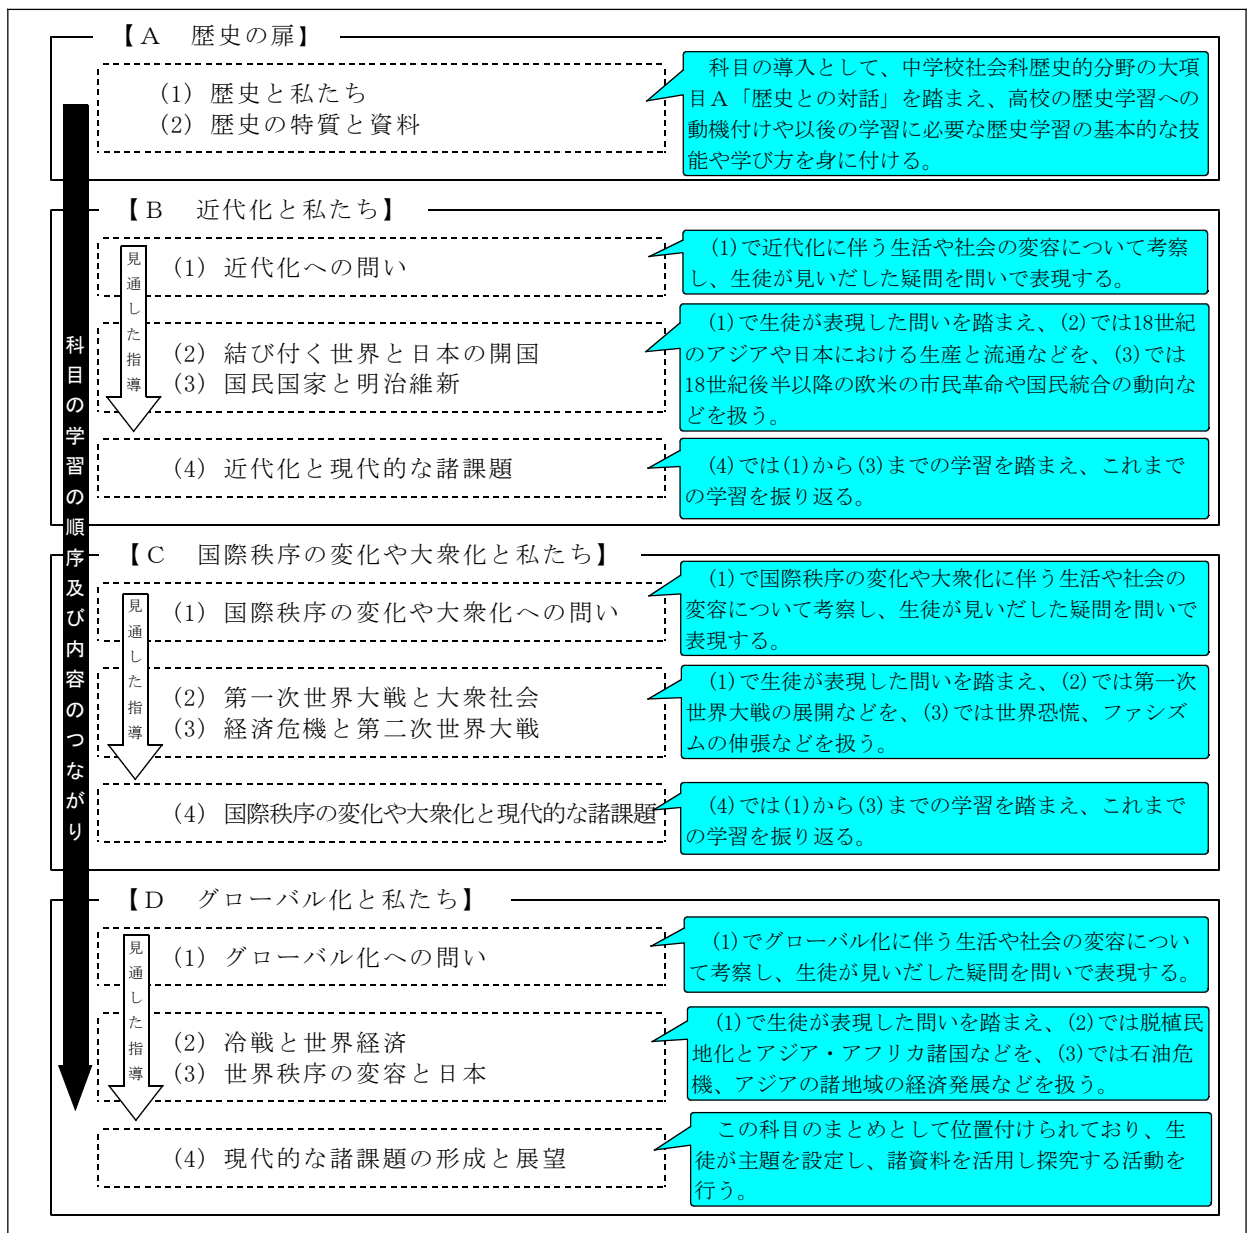 【A　歴史の扉】
(1) 歴史と私たち
(2) 歴史の特質と資料
科目の導入として、中学校社会科歴史的分野の大項
目A「歴史との対話」を踏まえ、高校の歴史学習への
動機付けや以後の学習に必要な歴史学習の基本的な技
能や学び方を身に付ける。
科目の学習の順序及び内容のつながり
【B　近代化と私たち】
見通した指導
(1) 近代化への問い
(1)で近代化に伴う生活や社会の変容について考察
し、生徒が見いだした疑問を問いで表現する。
(2) 結び付く世界と日本の開国
(3) 国民国家と明治維新
(1)で生徒が表現した問いを踏まえ、(2)では18世紀
のアジアや日本における生産と流通などを、(3)では
18世紀後半以降の欧米の市民革命や国民統合の動向な
どを扱う。
(4) 近代化と現代的な諸課題
(4)では(1)から(3)までの学習を踏まえ、これまで
の学習を振り返る。
【C　国際秩序の変化や大衆化と私たち】
見通した指導
(1) 国際秩序の変化や大衆化への問い
(1)で国際秩序の変化や大衆化に伴う生活や社会の
変容について考察し、生徒が見いだした疑問を問いで
表現する。
(2) 第一次世界大戦と大衆社会
(3) 経済危機と第二次世界大戦
(1)で生徒が表現した問いを踏まえ、(2)では第一次
世界大戦の展開などを、(3)では世界恐慌、ファシズ
ムの伸張などを扱う。
(4) 国際秩序の変化や大衆化と現代的な諸課題
(4)では(1)から(3)までの学習を踏まえ、これまで
の学習を振り返る。
【D　グローバル化と私たち】
見通した指導
(1) グローバル化への問い
(1)でグローバル化に伴う生活や社会の変容につい
て考察し、生徒が見いだした疑問を問いで表現する。
(2) 冷戦と世界経済
(3) 世界秩序の変容と日本
(1)で生徒が表現した問いを踏まえ、(2)では脱植民
地化とアジア・アフリカ諸国などを、(3)では石油危
機、アジアの諸地域の経済発展などを扱う。
(4) 現代的な諸課題の形成と展望
この科目のまとめとして位置付けられており、生
徒が主題を設定し、諸資料を活用し探究する活動を
行う。